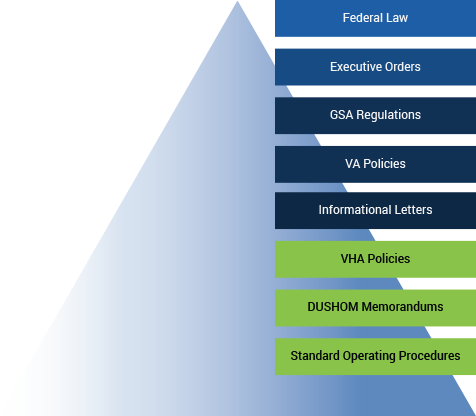 Federal Law
Executive Orders
GSA Regulations
VA Policies
Informational Letters
VHA Policies
DUSHOM Memorandums
Standard Operating Procedures